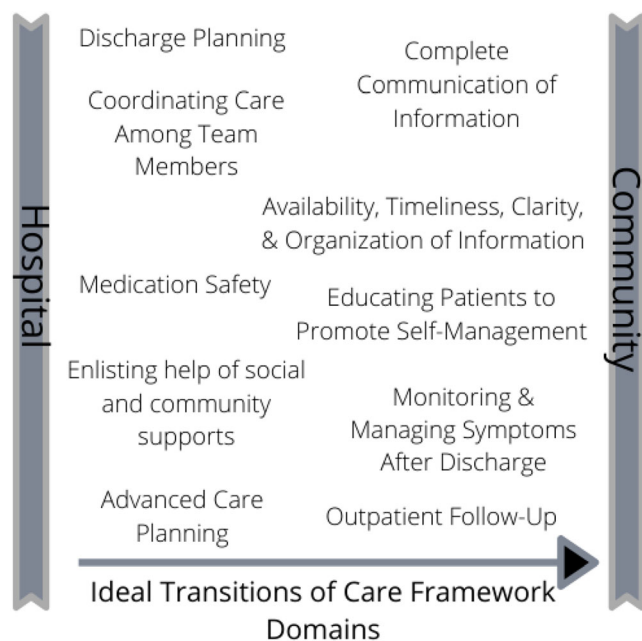 Discharge Planning
Complete
Communication of
Information
Coordinating Care
Among Team
Members
Availability, Timeliness, Clarity,
& Organization of Information
Medication Safety
Educating Patients to
Promote Self-Management
Enlisting help of social
and community
supports
Monitoring &
Managing Symptoms
After Discharge
Advanced Care
Planning
Outpatient Follow-Up
Hospital
Community
Ideal Transitions of Care Framework
Domains